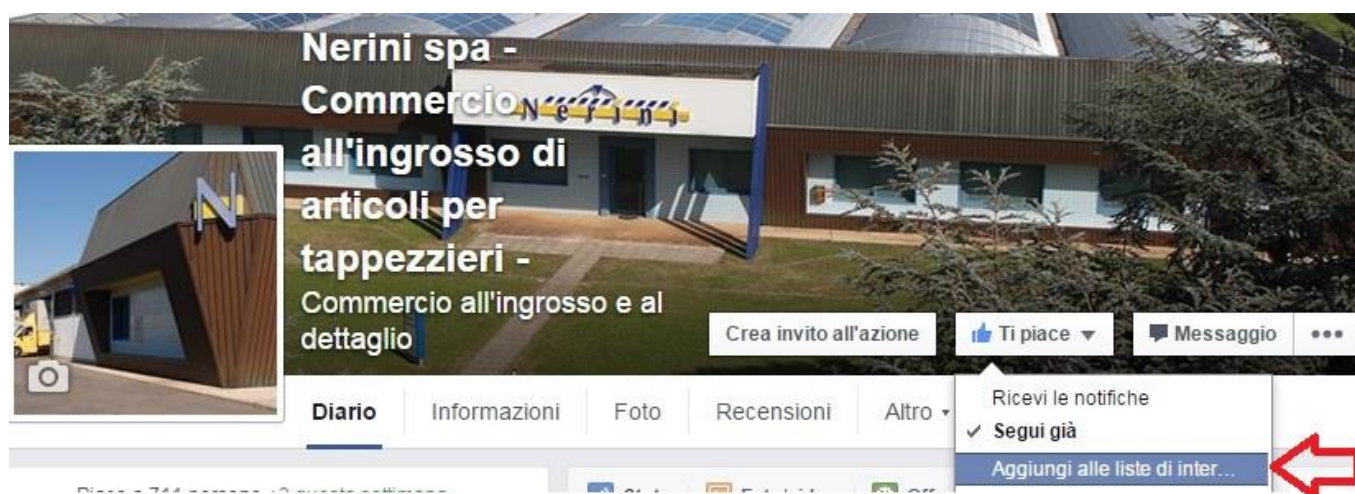 Nerini spa -
Commercio
all'ingrosso di
articoli per
tappezzieri -
Commercio all'ingrosso e al
dettaglio
Nerini
N
Crea invito all'azione
Ti piace
Messaggio
Diario
Informazioni
Foto
Recensioni
Altro
Ricevi le notifiche
Segui già
Aggiungi alle liste di inter...